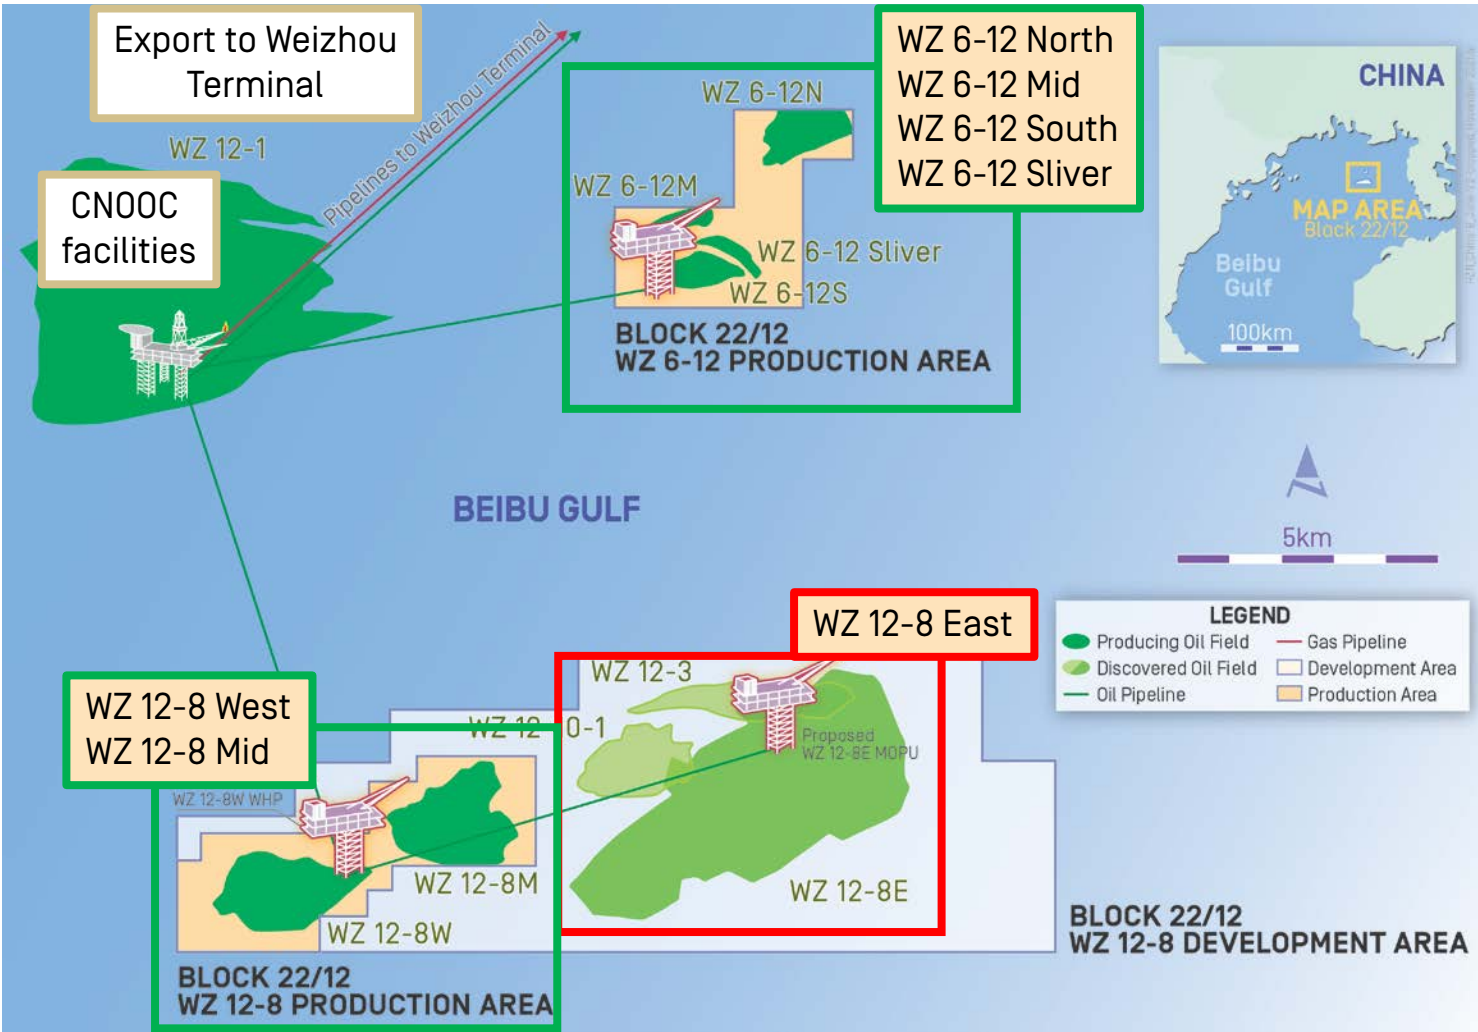 Export to Weizhou
Terminal
Pipelines to Weizhou Terminal
WZ 12-1
CNOOC
facilities
WZ 6-12 North
WZ 6-12 Mid
WZ 6-12 South
WZ 6-12 Sliver
WZ 6-12N
WZ 6-12M
WZ 6-12 Sliver
WZ 6-12S
BLOCK 22/12
WZ 6-12 PRODUCTION AREA
CHINA
MAP AREA
Block 22/12
Beibu
Gulf
100km
BEIBU GULF
5km
LEGEND
Producing Oil Field
Gas Pipeline
Discovered Oil Field
Development Area
Oil Pipeline
Production Area
WZ 12-8 East
WZ 12-3
WZ 12-8 West
WZ 12-8 Mid
WZ 12
0-1
Proposed
WZ 12-8E MOPU
WZ 12-8W WHP
WZ 12-8M
WZ 12-8E
WZ 12-8W
BLOCK 22/12
WZ 12-8 PRODUCTION AREA
BLOCK 22/12
WZ 12-8 DEVELOPMENT AREA